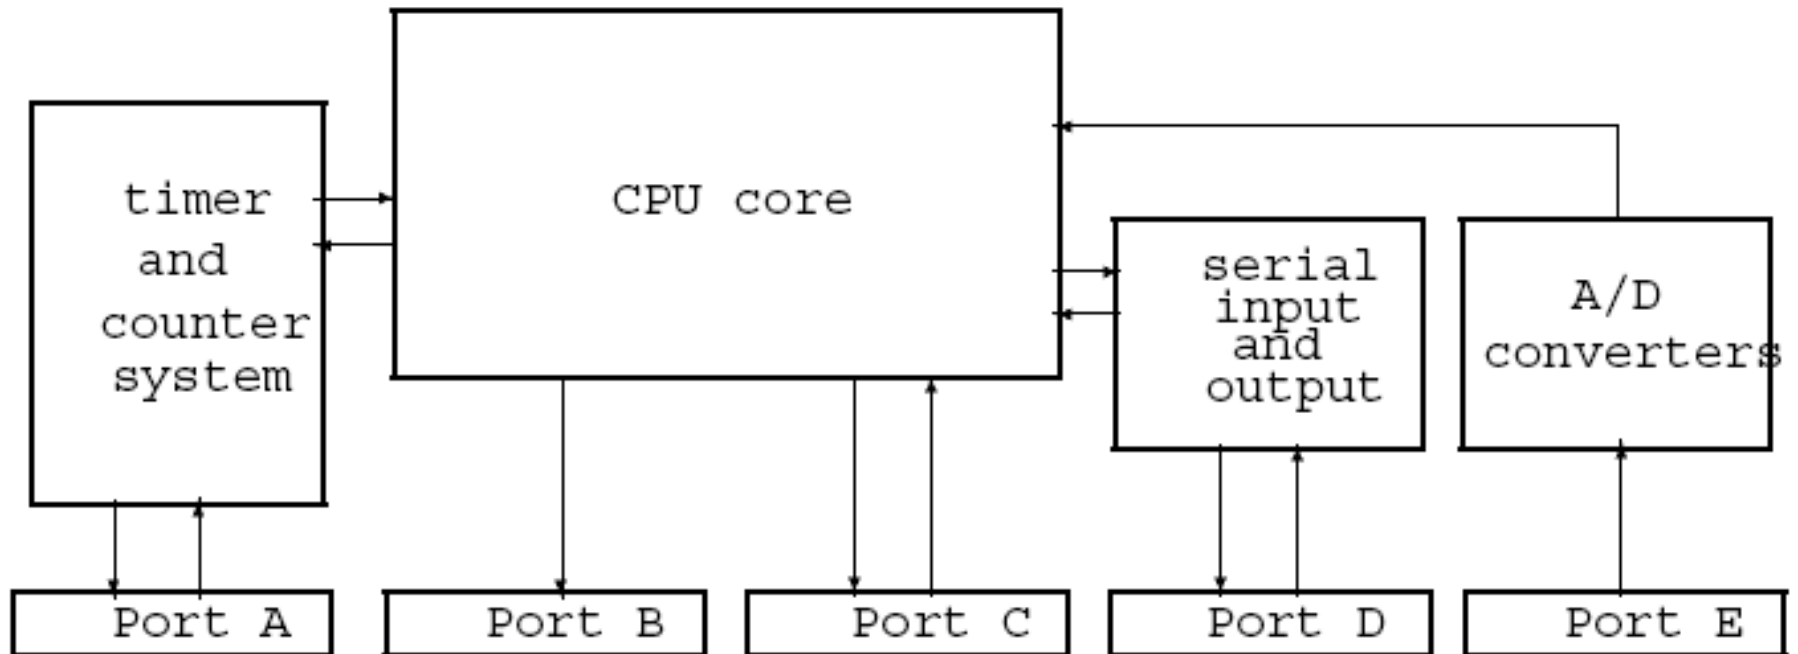 timer
and
counter
system
CPU core
serial
input
and
output
A/D
converters
Port A
Port B
Port C
Port D
Port E